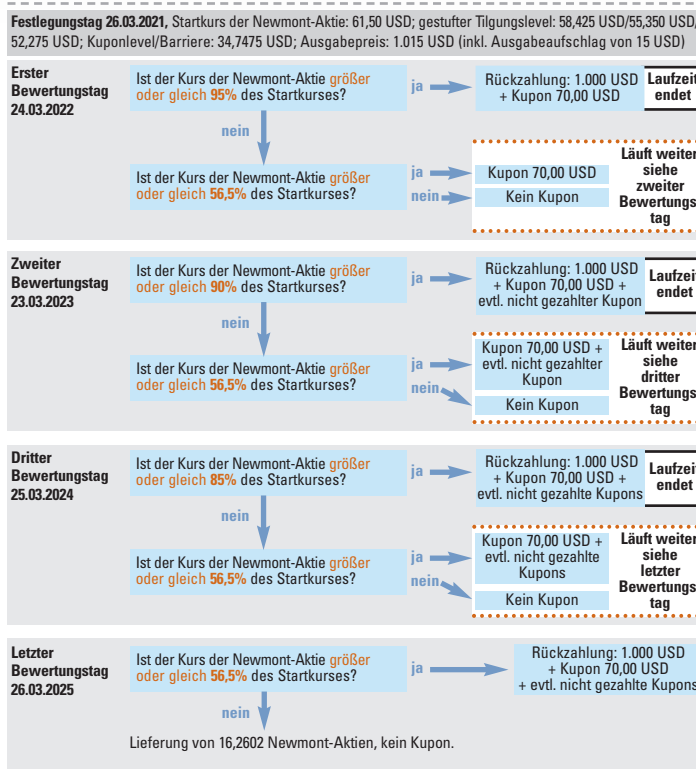 Festlegungstag 26.03.2021, Startkurs der Newmont-Aktie: 61,50 USD; gestufter Tilgungslevel: 58,425 USD/55,350 USD/
52,275 USD; Kuponlevel/Barriere: 34,7475 USD; Ausgabepreis: 1.015 USD (inkl. Ausgabeaufschlag von 15 USD)
Erster
Bewertungstag
24.03.2022
Ist der Kurs der Newmont-Aktie größer
oder gleich 95% des Startkurses?
ja
Rückzahlung: 1.000 USD
+ Kupon 70,00 USD
Laufzeit
endet
nein
Ist der Kurs der Newmont-Aktie größer
oder gleich 56,5% des Startkurses?
ja
Kupon 70,00 USD
nein
Kein Kupon
Läuft weiter
siehe
zweiter
Bewertungs
tag
Zweiter
Bewertungstag
23.03.2023
Ist der Kurs der Newmont-Aktie größer
oder gleich 90% des Startkurses?
ja
Rückzahlung: 1.000 USD
+ Kupon 70,00 USD +
evtl. nicht gezahlter Kupon
Laufzeit
endet
nein
Ist der Kurs der Newmont-Aktie größer
oder gleich 56,5% des Startkurses?
ja
Kupon 70,00 USD +
evtl. nicht gezahlter
Kupon
nein
Kein Kupon
Läuft weiter
siehe
dritter
Bewertungs
tag
Dritter
Bewertungstag
25.03.2024
Ist der Kurs der Newmont-Aktie größer
oder gleich 85% des Startkurses?
ja
Rückzahlung: 1.000 USD
+ Kupon 70,00 USD +
evtl. nicht gezahlte Kupons
Laufzeit
endet
nein
Ist der Kurs der Newmont-Aktie größer
oder gleich 56,5% des Startkurses?
ja
Kupon 70,00 USD +
evtl. nicht gezahlte
Kupons
nein
Kein Kupon
Läuft weiter
siehe
letzter
Bewertungs
tag
Letzter
Bewertungstag
26.03.2025
Ist der Kurs der Newmont-Aktie größer
oder gleich 56,5% des Startkurses?
ja
Rückzahlung: 1.000 USD
+ Kupon 70,00 USD
+ evtl. nicht gezahlte Kupons
nein
Lieferung von 16,2602 Newmont-Aktien, kein Kupon.